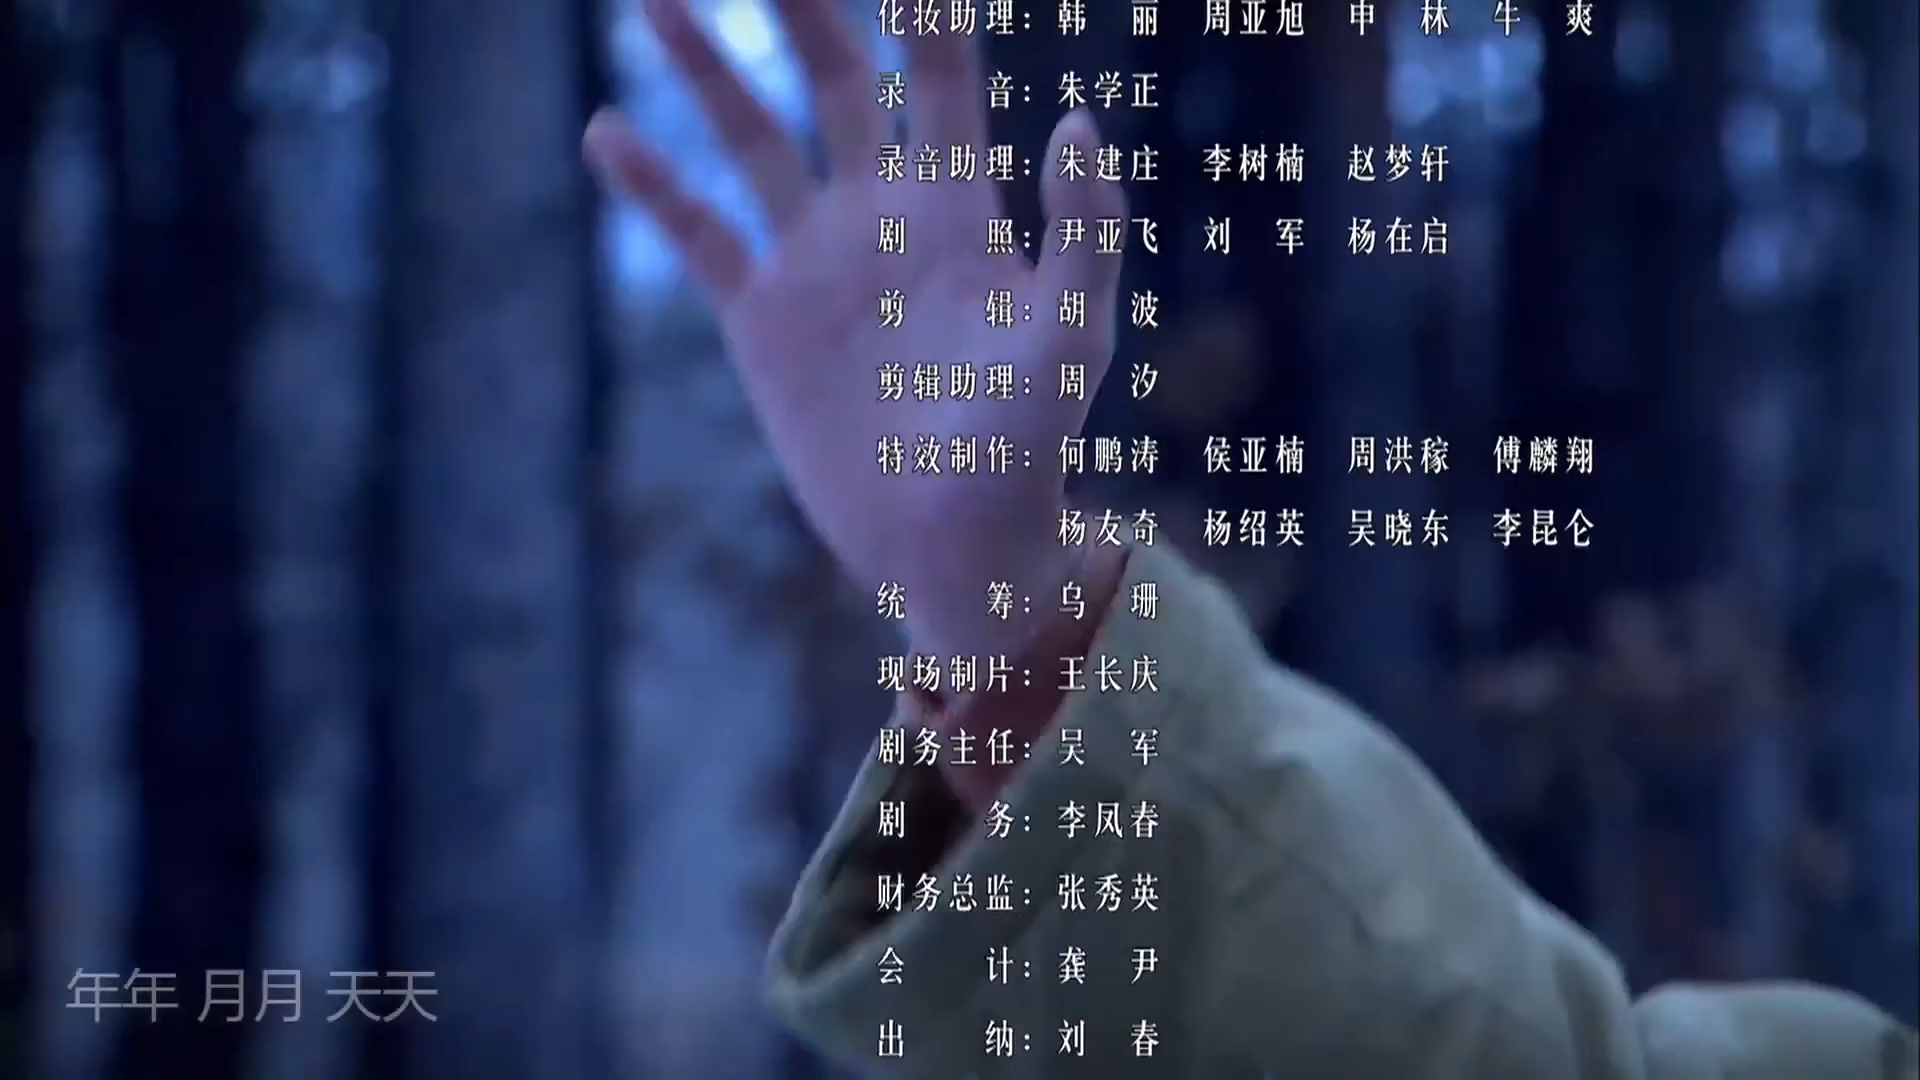 化妆助理：韩　丽　周亚旭　申　林　牛　爽
录　　音：朱学正
录音助理：朱建庄　李树楠　赵梦轩
剧　　照：尹亚飞　刘　军　杨在启
剪　　辑：胡　波
剪辑助理：周　汐
特效制作：何鹏涛　侯亚楠　周洪稼　傅麟翔
杨友奇　杨绍英　吴晓东　李昆仑
统　　筹：乌　珊
现场制片：王长庆
剧务主任：吴　军
剧　　务：李凤春
财务总监：张秀英
会　　计：龚　尹
出　　纳：刘　春
年年 月月 天天